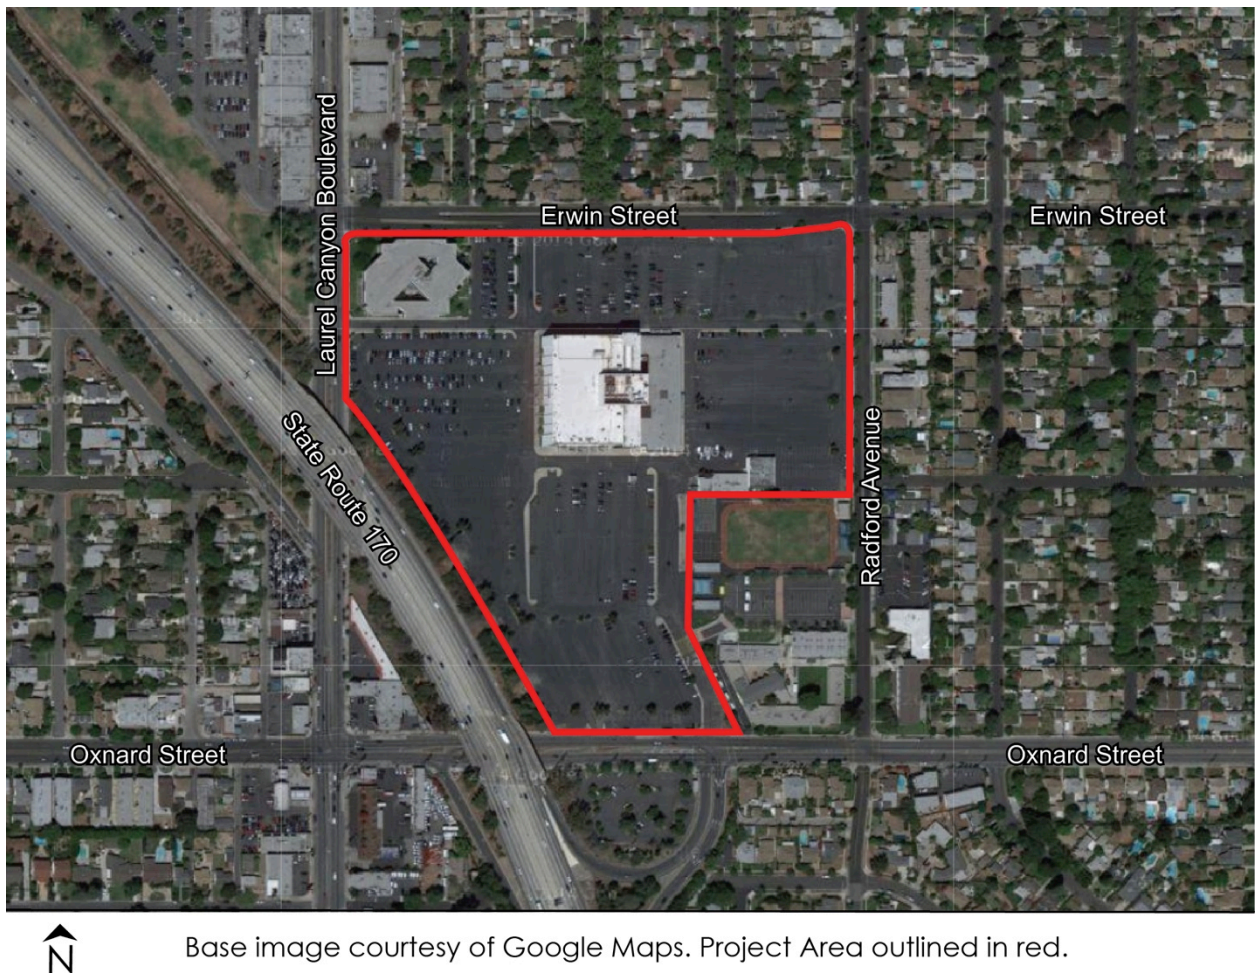 Erwin Street
Erwin Street
Laurel Canyon Boulevard
State Route 170
Radford Avenue
Oxnard Street
Oxnard Street
N
Base image courtesy of Google Maps. Project Area outlined in red.